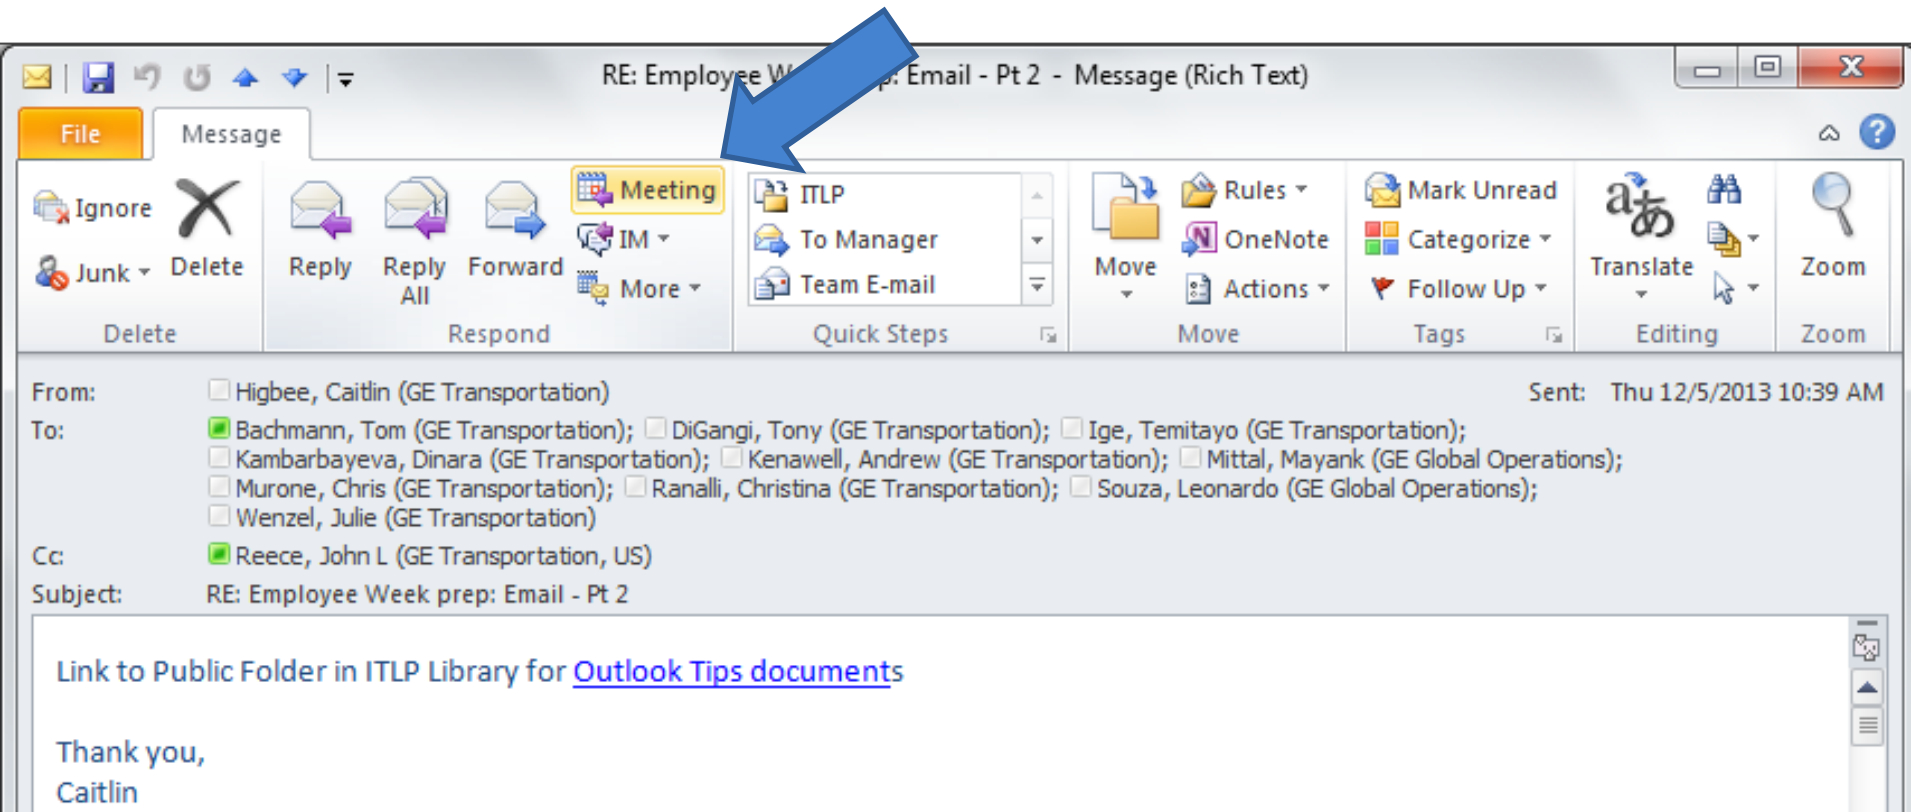 RE: Employee W p: Email - Pt 2 - Message (Rich Text)
File Message
Ignore
Junk
Delete
Delete
Reply
Reply All
Forward
Meeting
IM
More
Respond
ITLP
To Manager
Team E-mail
Quick Steps
Move
Rules
OneNote
Actions
Move
Mark Unread
Categorize
Follow Up
Tags
aあ
Translate
Editing
Zoom
Zoom
From: Higbee, Caitlin (GE Transportation) Sent: Thu 12/5/2013 10:39 AM
To: Bachmann, Tom (GE Transportation); DiGangi, Tony (GE Transportation); Ige, Temitayo (GE Transportation);
Kambarbayeva, Dinara (GE Transportation); Kenawell, Andrew (GE Transportation); Mittal, Mayank (GE Global Operations);
Murone, Chris (GE Transportation); Ranalli, Christina (GE Transportation); Souza, Leonardo (GE Global Operations);
Wenzel, Julie (GE Transportation)
Cc: Reece, John L (GE Transportation, US)
Subject: RE: Employee Week prep: Email - Pt 2
Link to Public Folder in ITLP Library for Outlook Tips documents
Thank you,
Caitlin